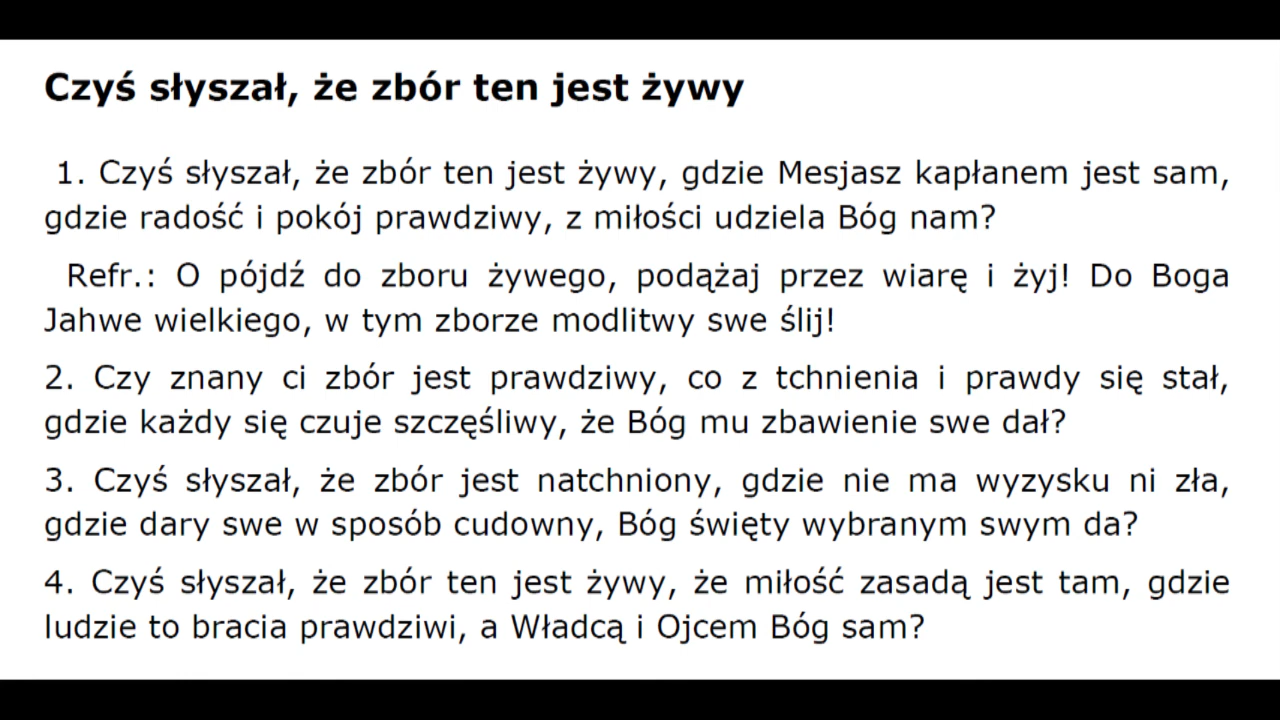 Czyś słyszał, że zbór ten jest żywy
1. Czyś słyszał, że zbór ten jest żywy, gdzie Mesjasz kapłanem jest sam,
gdzie radość i pokój prawdziwy, z miłości udziela Bóg nam?
Refr.: O pójdź do zboru żywego, podążaj przez wiarę i żyj! Do Boga
Jahwe wielkiego, w tym zborze modlitwy swe ślij!
2. Czy znany ci zbór jest prawdziwy, co z tchnienia i prawdy się stał,
gdzie każdy się czuje szczęśliwy, że Bóg mu zbawienie swe dał?
3. Czyś słyszał, że zbór jest natchniony, gdzie nie ma wyzysku ni zła,
gdzie dary swe w sposób cudowny, Bóg święty wybranym swym da?
4. Czyś słyszał, że zbór ten jest żywy, że miłość zasadą jest tam, gdzie
ludzie to bracia prawdziwi, a Władcą i Ojcem Bóg sam?